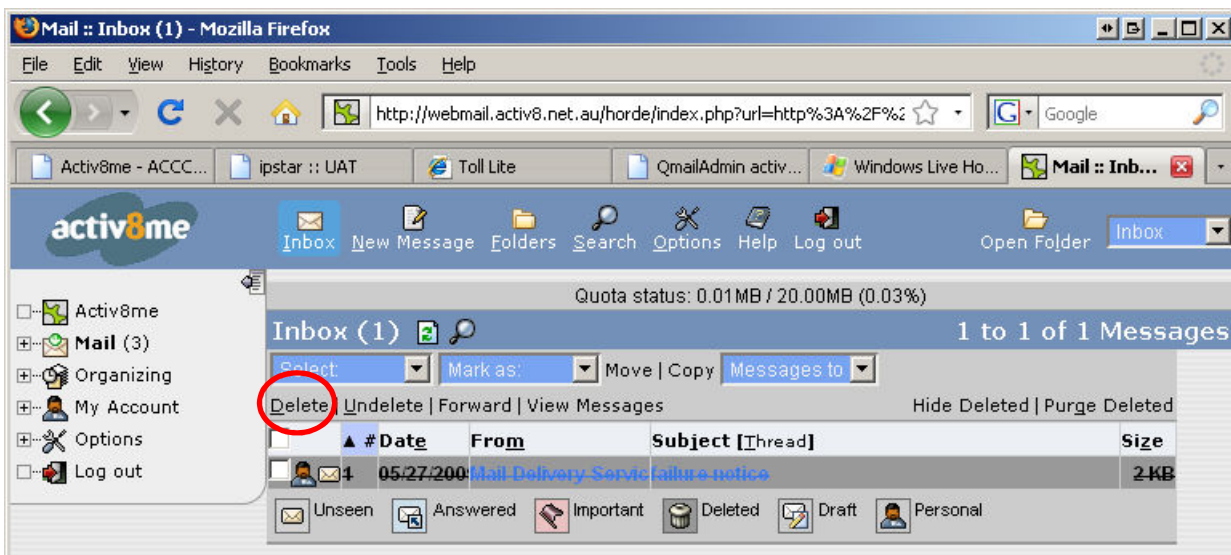 Mail :: Inbox (1) - Mozilla Firefox
File Edit View History Bookmarks Tools Help
http://webmail.activ8.net.au/horde/index.php?url=http%3A%2F%2 Google
Activ8me - ACCC... ipstar :: UAT Toll Lite QmailAdmin activ... Windows Live Ho... Mail :: Inb...
activ8me Inbox New Message Folders Search Options Help Log out Open Folder Inbox
Quota status: 0.01MB / 20.00MB (0.03%)
Activ8me
Mail (3)
Organizing
My Account
Options
Log out
Inbox (1) 1 to 1 of 1 Messages
Select: Mark as: Move | Copy Messages to
Delete | Undelete | Forward | View Messages Hide Deleted | Purge Deleted
# Date From Subject [Thread] Size
1 05/27/200 Mail Delivery Servic failure notice 2 KB
Unseen Answered Important Deleted Draft Personal